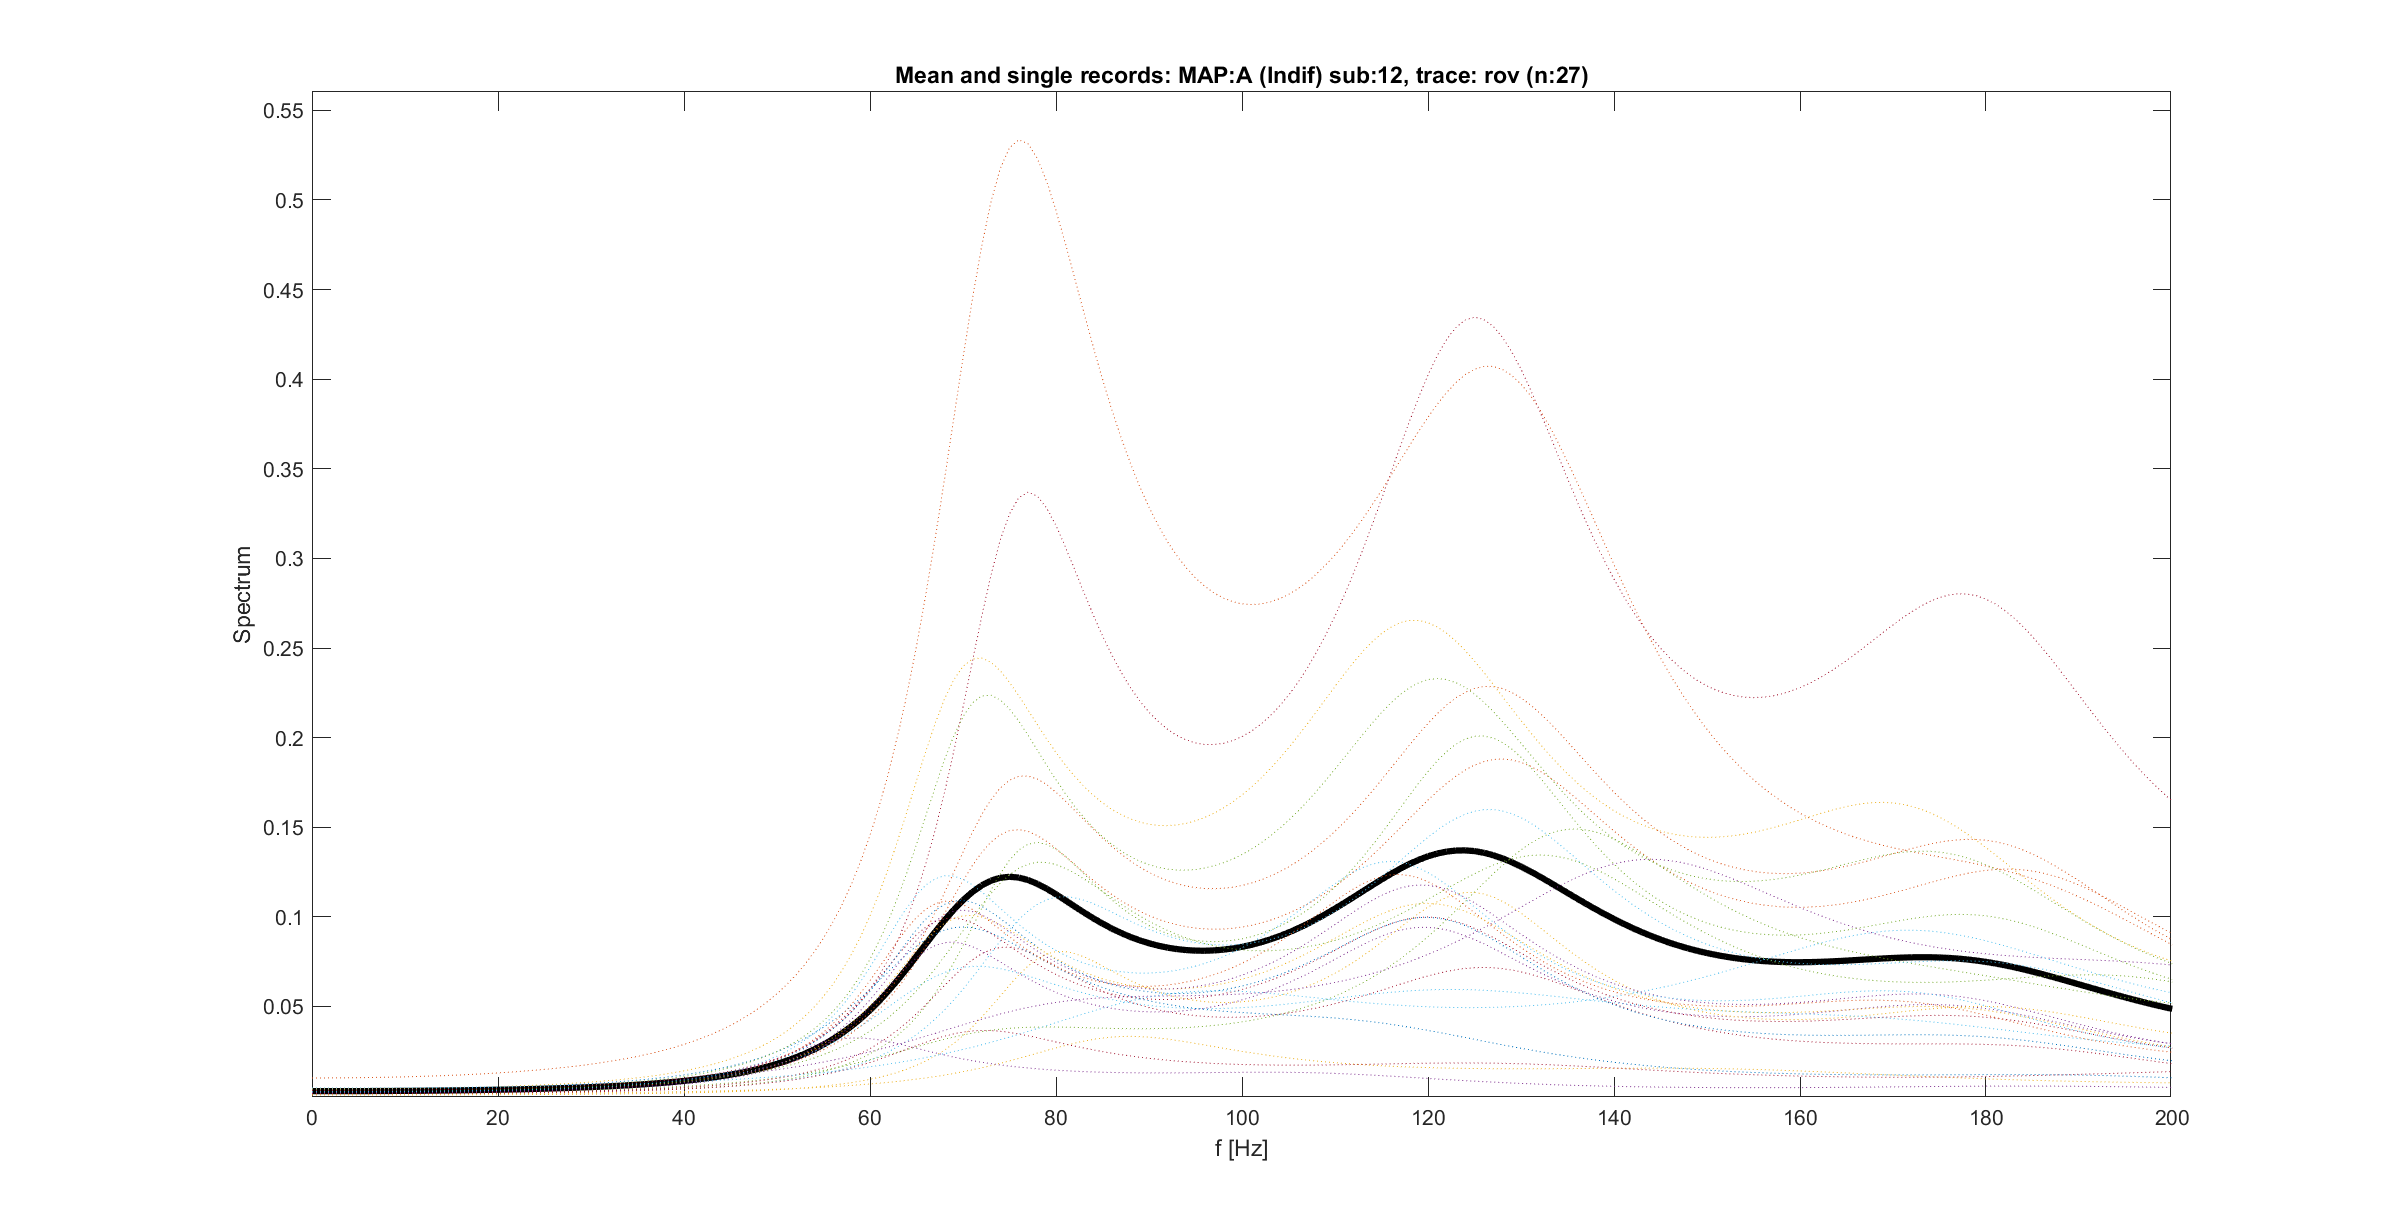 Mean and single records: MAP:A (Indif) sub:12, trace: rov (n:27)
0.55
0.5
0.45
0.4
0.35
0.3
0.25
0.2
0.15
0.1
0.05
Spectrum
0 20 40 60 80 100 120 140 160 180 200
f [Hz]